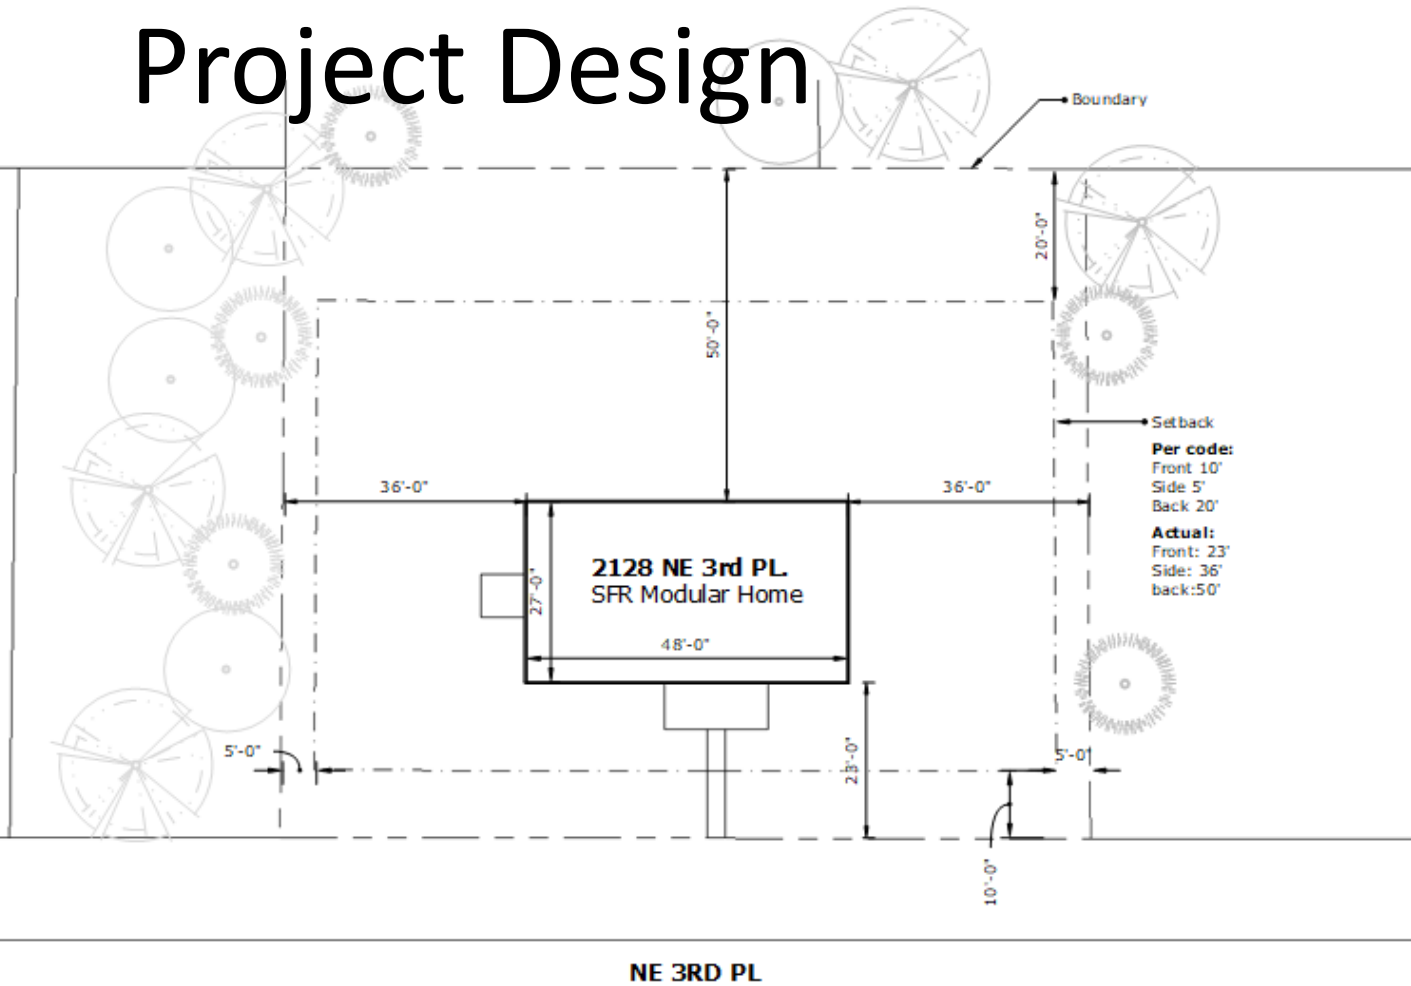 Project Design
Boundary
20'-0"
50'-0"
Setback
Per code:
Front 10'
Side 5'
Back 20'
36'-0"
36'-0"
Actual:
Front: 23'
Side: 36'
back:50'
2128 NE 3rd PL.
SFR Modular Home
27'-0"
48'-0"
5'-0"
23'-0"
5'-0"
10'-0"
NE 3RD PL